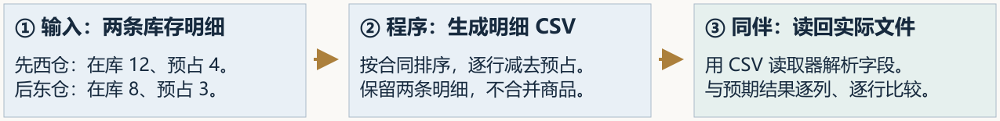 ① 输入：两条库存明细
先西仓：在库 12、预占 4。
后东仓：在库 8、预占 3。
② 程序：生成明细 CSV
按合同排序，逐行减去预占。
保留两条明细，不合并商品。
③ 同伴：读回实际文件
用 CSV 读取器解析字段。
与预期结果逐列、逐行比较。